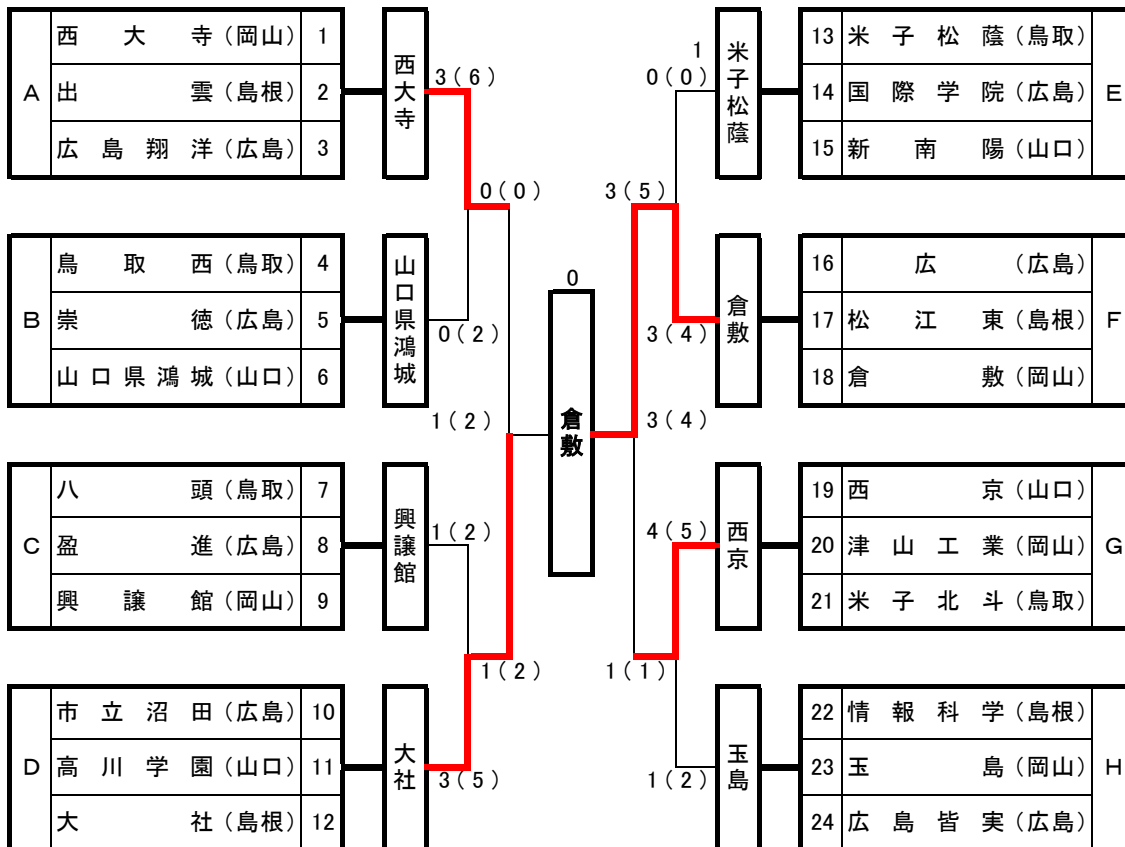 A
西大寺(岡山) 1
出雲(島根) 2
広島翔洋(広島) 3
西大寺
3(6)
0(0)
B
鳥取西(鳥取) 4
崇徳(広島) 5
山口県鴻城(山口) 6
山口県鴻城
0(2)
1(2)
C
八頭(鳥取) 7
盈進(広島) 8
興譲館(岡山) 9
興譲館
1(2)
1(2)
D
市立沼田(広島) 10
高川学園(山口) 11
大社(島根) 12
大社
3(5)
0
倉敷
1
0(0)
米子松蔭
13 米子松蔭(鳥取)
14 国際学院(広島)
15 新南陽(山口)
E
3(5)
3(4)
倉敷
16 広(広島)
17 松江東(島根)
18 倉敷(岡山)
F
3(4)
4(5)
西京
19 西京(山口)
20 津山工業(岡山)
21 米子北斗(鳥取)
G
1(1)
1(2)
玉島
22 情報科学(島根)
23 玉島(岡山)
24 広島皆実(広島)
H